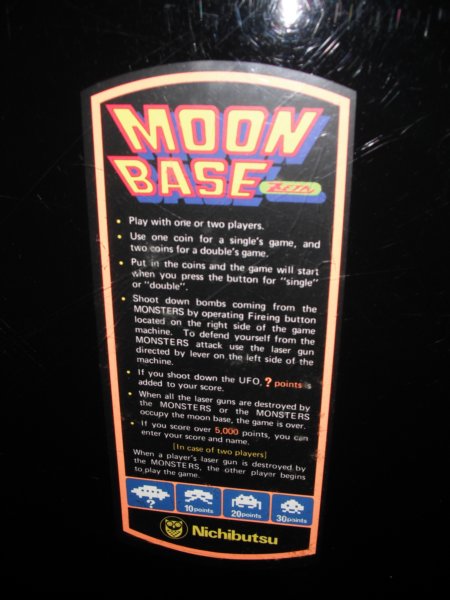 MOON
BASE ZETA
• Play with one or two players.
• Use one coin for a single's game, and
two coins for a double's game.
• Put in the coins and the game will start
when you press the button for "single"
or "double".
• Shoot down bombs coming from the
MONSTERS by operating Fireing button
located on the right side of the game
machine. To defend yourself from the
MONSTERS attack use the laser gun
directed by lever on the left side of the
machine.
• If you shoot down the UFO, ? points is
added to your score.
• When all the laser guns are destroyed by
the MONSTERS or the MONSTERS
occupy the moon base, the game is over.
• If you score over 5,000 points, you can
enter your score and name.
[In case of two players]
When a player's laser gun is destroyed by
the MONSTERS, the other player begins
to play the game.
? 10points 20points 30points
Nichibutsu